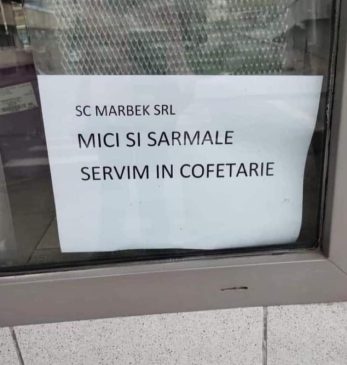 SC MARBEK SRL
MICI SI SARMALE
SERVIM IN COFETARIE